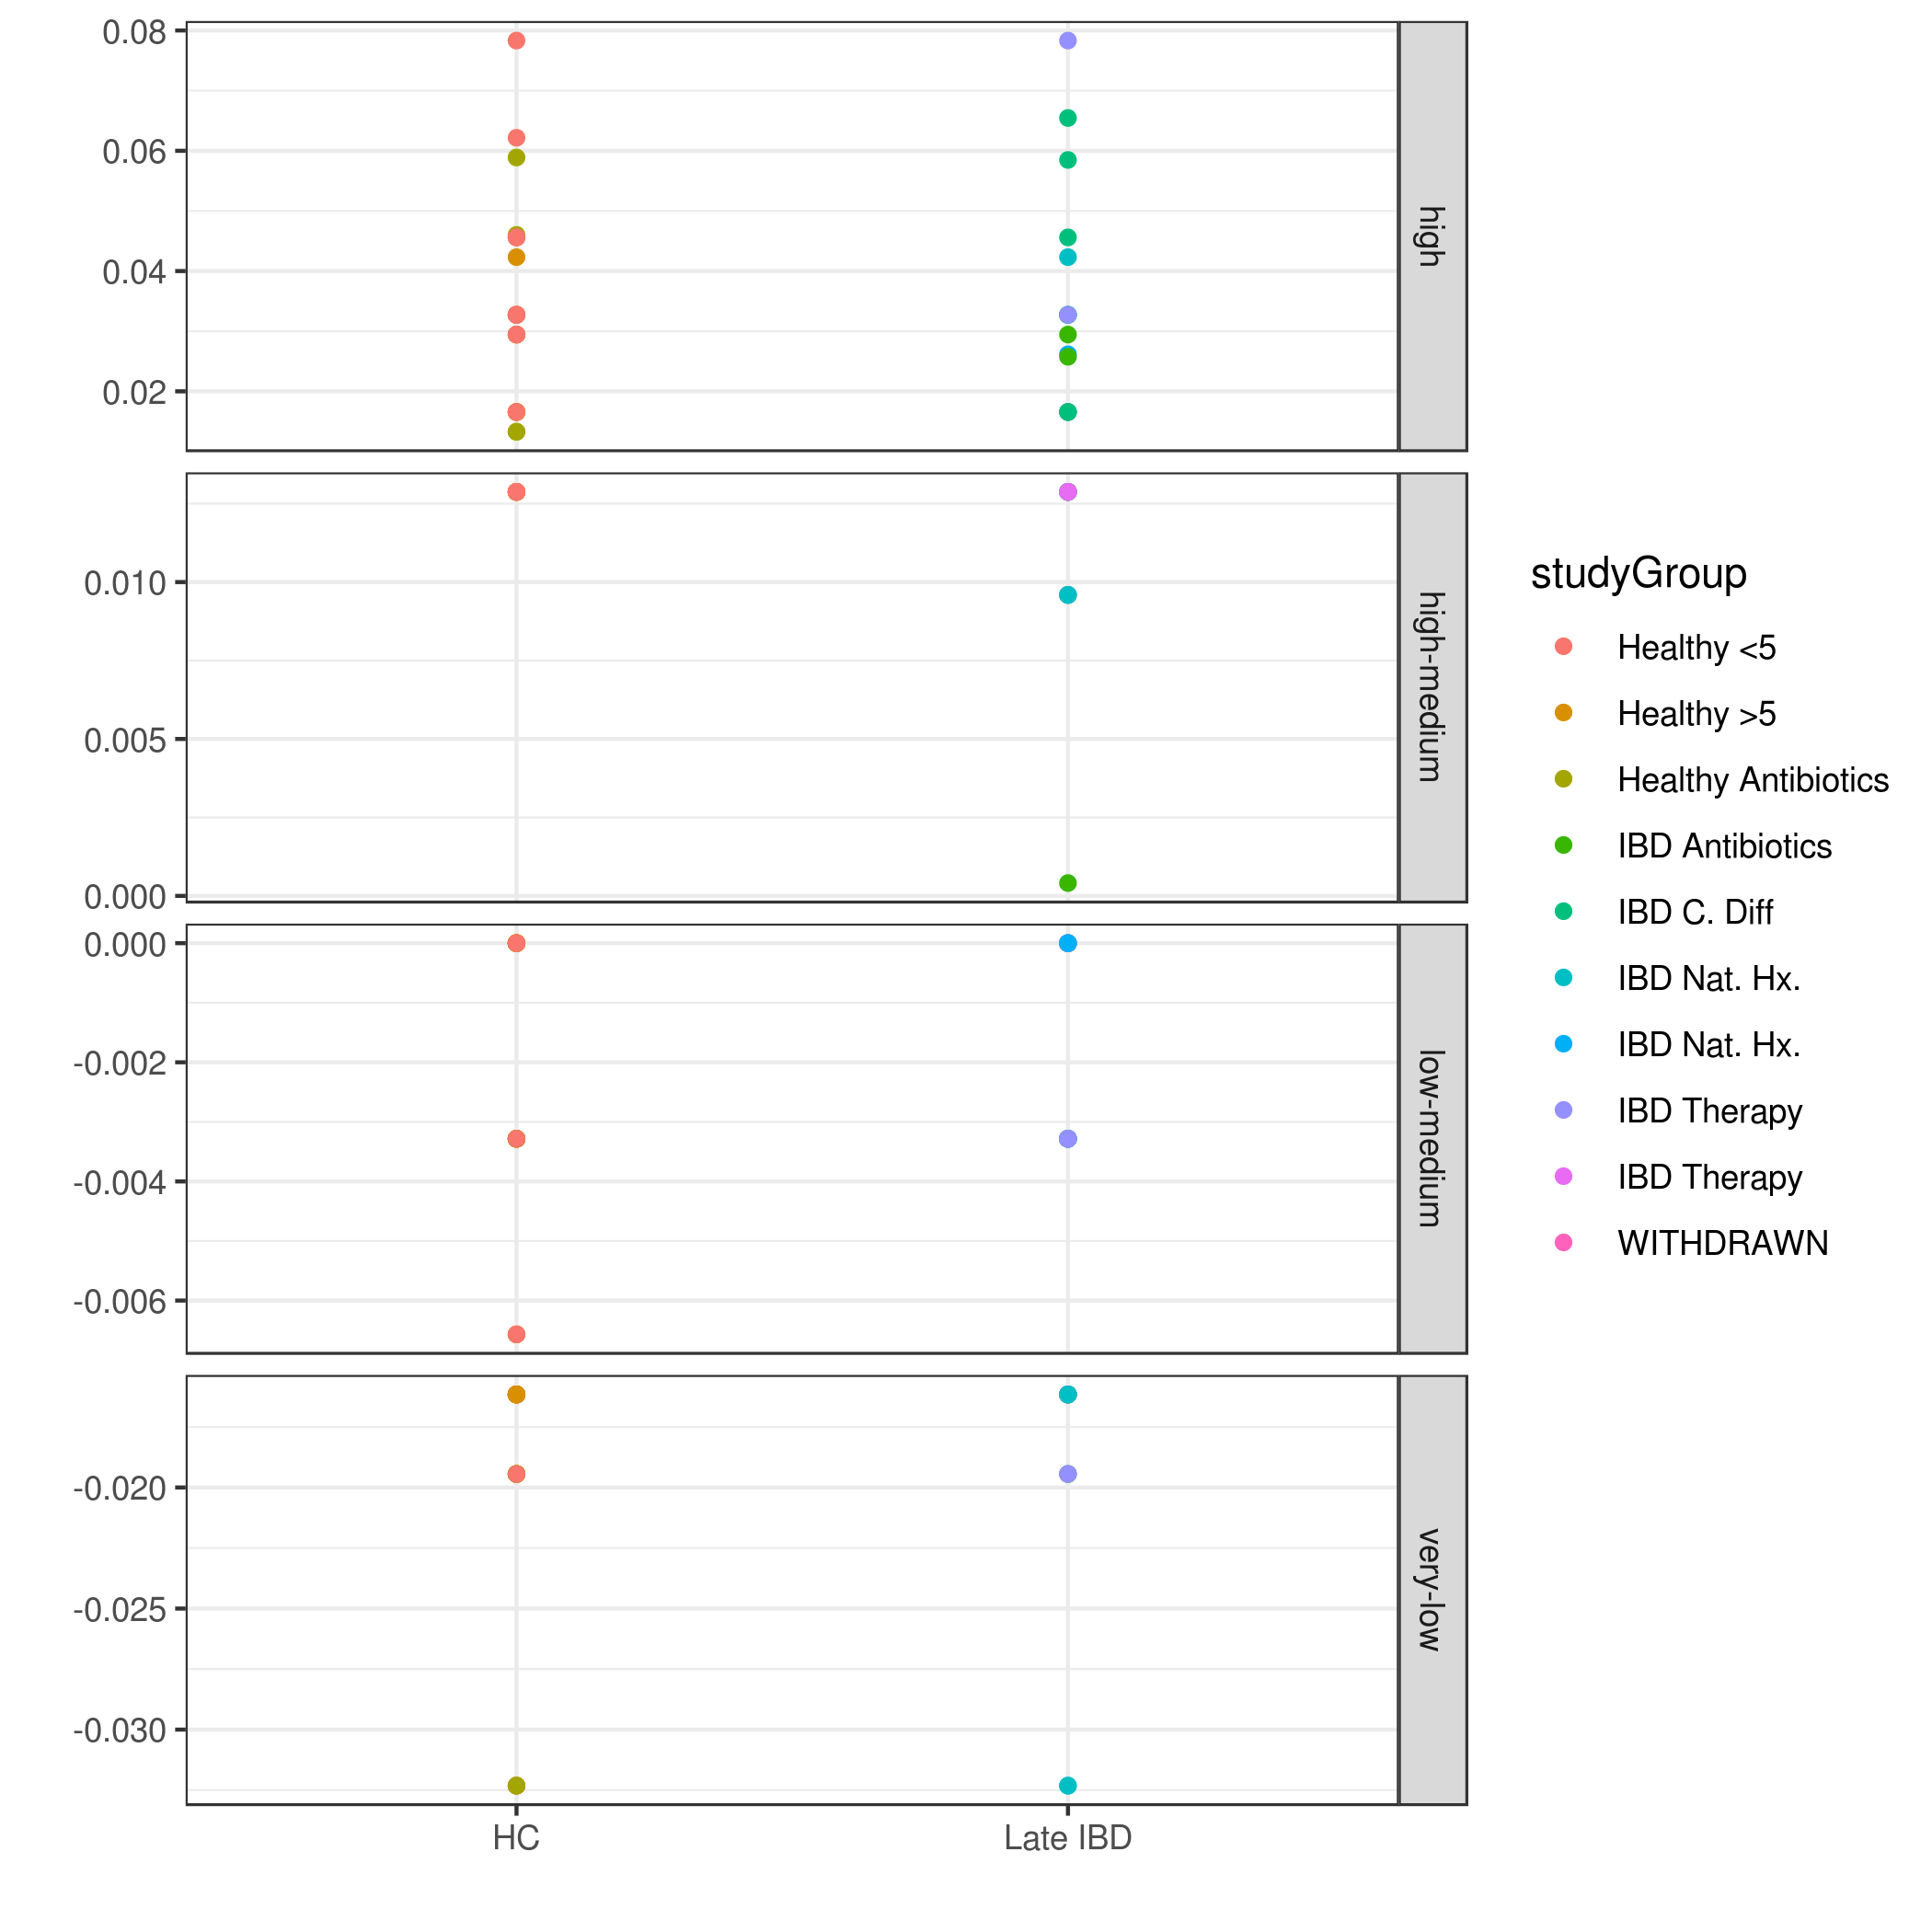 0.08
0.06
0.04
0.02
high
0.010
0.005
0.000
high-medium
0.000
-0.002
-0.004
-0.006
low-medium
-0.020
-0.025
-0.030
very-low
HC
Late IBD
studyGroup
Healthy <5
Healthy >5
Healthy Antibiotics
IBD Antibiotics
IBD C. Diff
IBD Nat. Hx.
IBD Nat. Hx.
IBD Therapy
IBD Therapy
WITHDRAWN